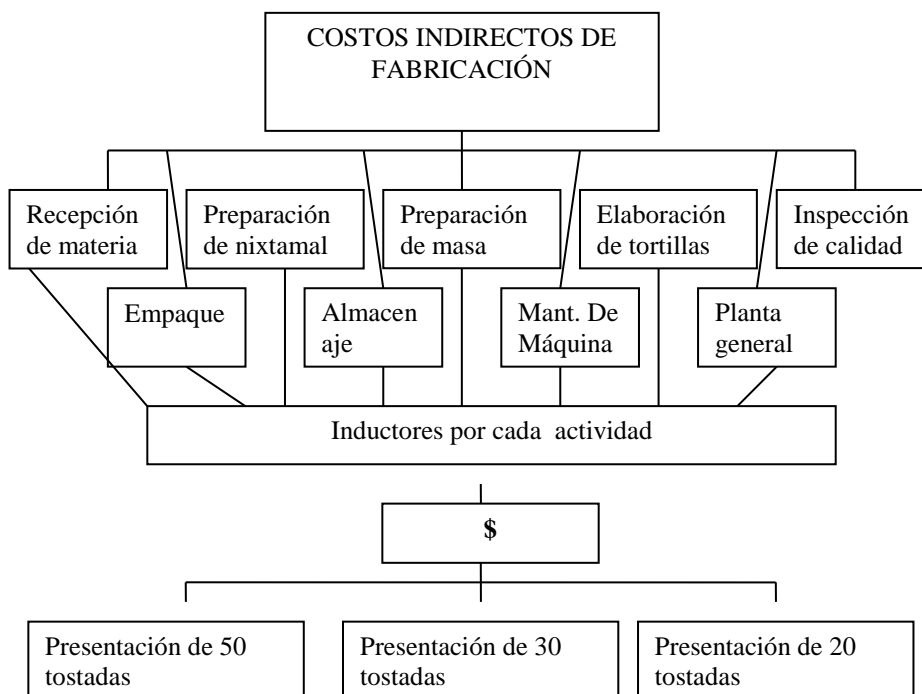 COSTOS INDIRECTOS DE
FABRICACIÓN
Recepción
de materia
Preparación
de nixtamal
Preparación
de masa
Elaboración
de tortillas
Inspección
de calidad
Empaque
Almacen
aje
Mant. De
Máquina
Planta
general
Inductores por cada actividad
$
Presentación de 50
tostadas
Presentación de 30
tostadas
Presentación de 20
tostadas